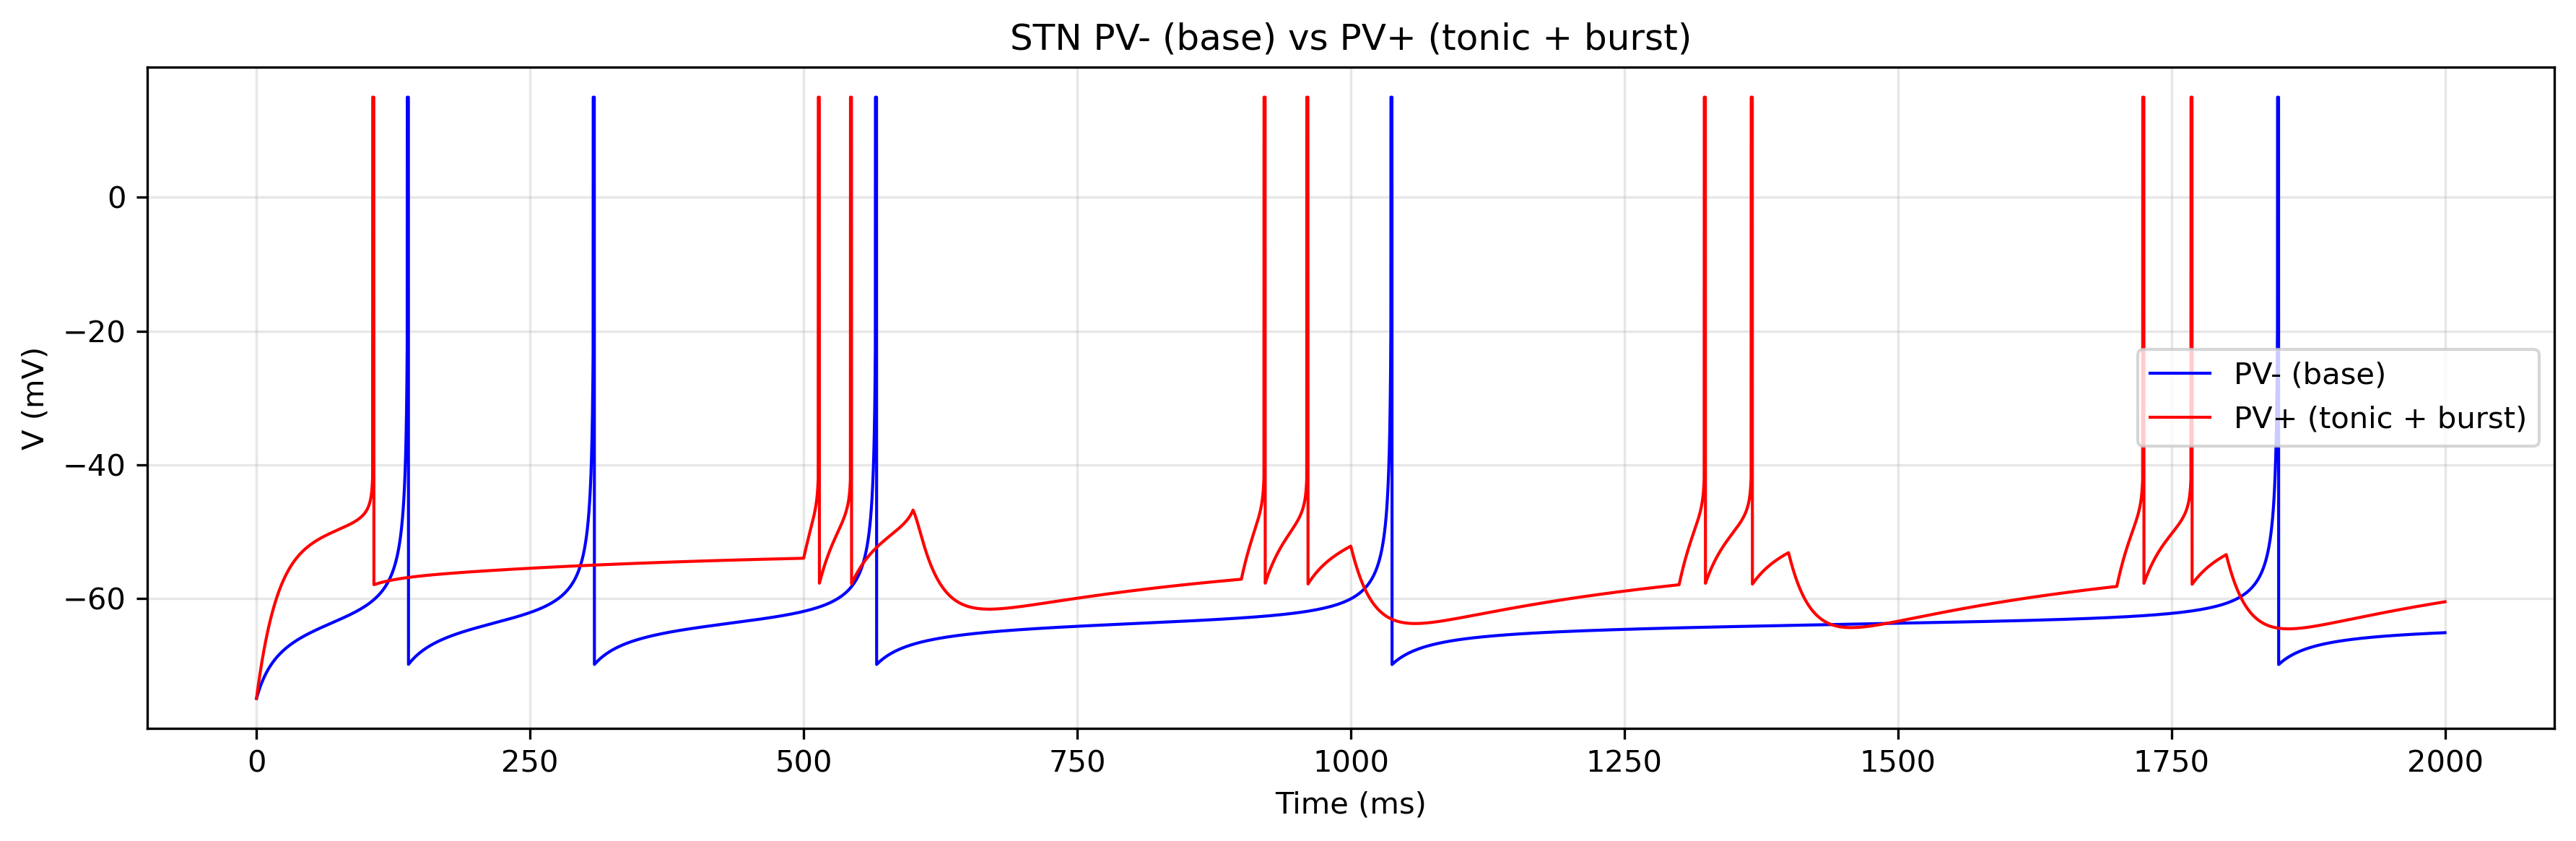 STN PV- (base) vs PV+ (tonic + burst)
V (mV)
0
−20
−40
−60
PV- (base)
PV+ (tonic + burst)
0 250 500 750 1000 1250 1500 1750 2000
Time (ms)